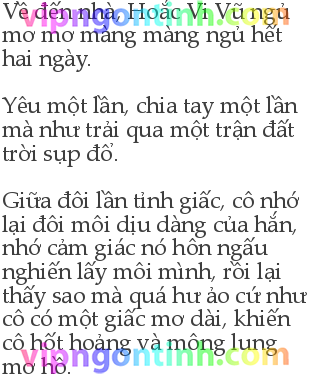 Về đến nhà, Hoắc Vi Vũ ngủ
mơ mơ màng màng ngủ hết
hai ngày.
Yêu một lần, chia tay một lần
mà như trải qua một trận đất
trời sụp đổ.
Giữa đôi lần tỉnh giấc, cô nhớ
lại đôi môi dịu dàng của hắn,
nhớ cảm giác nó hôn ngấu
nghiến lấy môi mình, rồi lại
thấy sao mà quá hư ảo cứ như
cô có một giấc mơ dài, khiến
cô hốt hoảng và mông lung
mơ hồ.
vipngontinh.com
vipngontinh.com